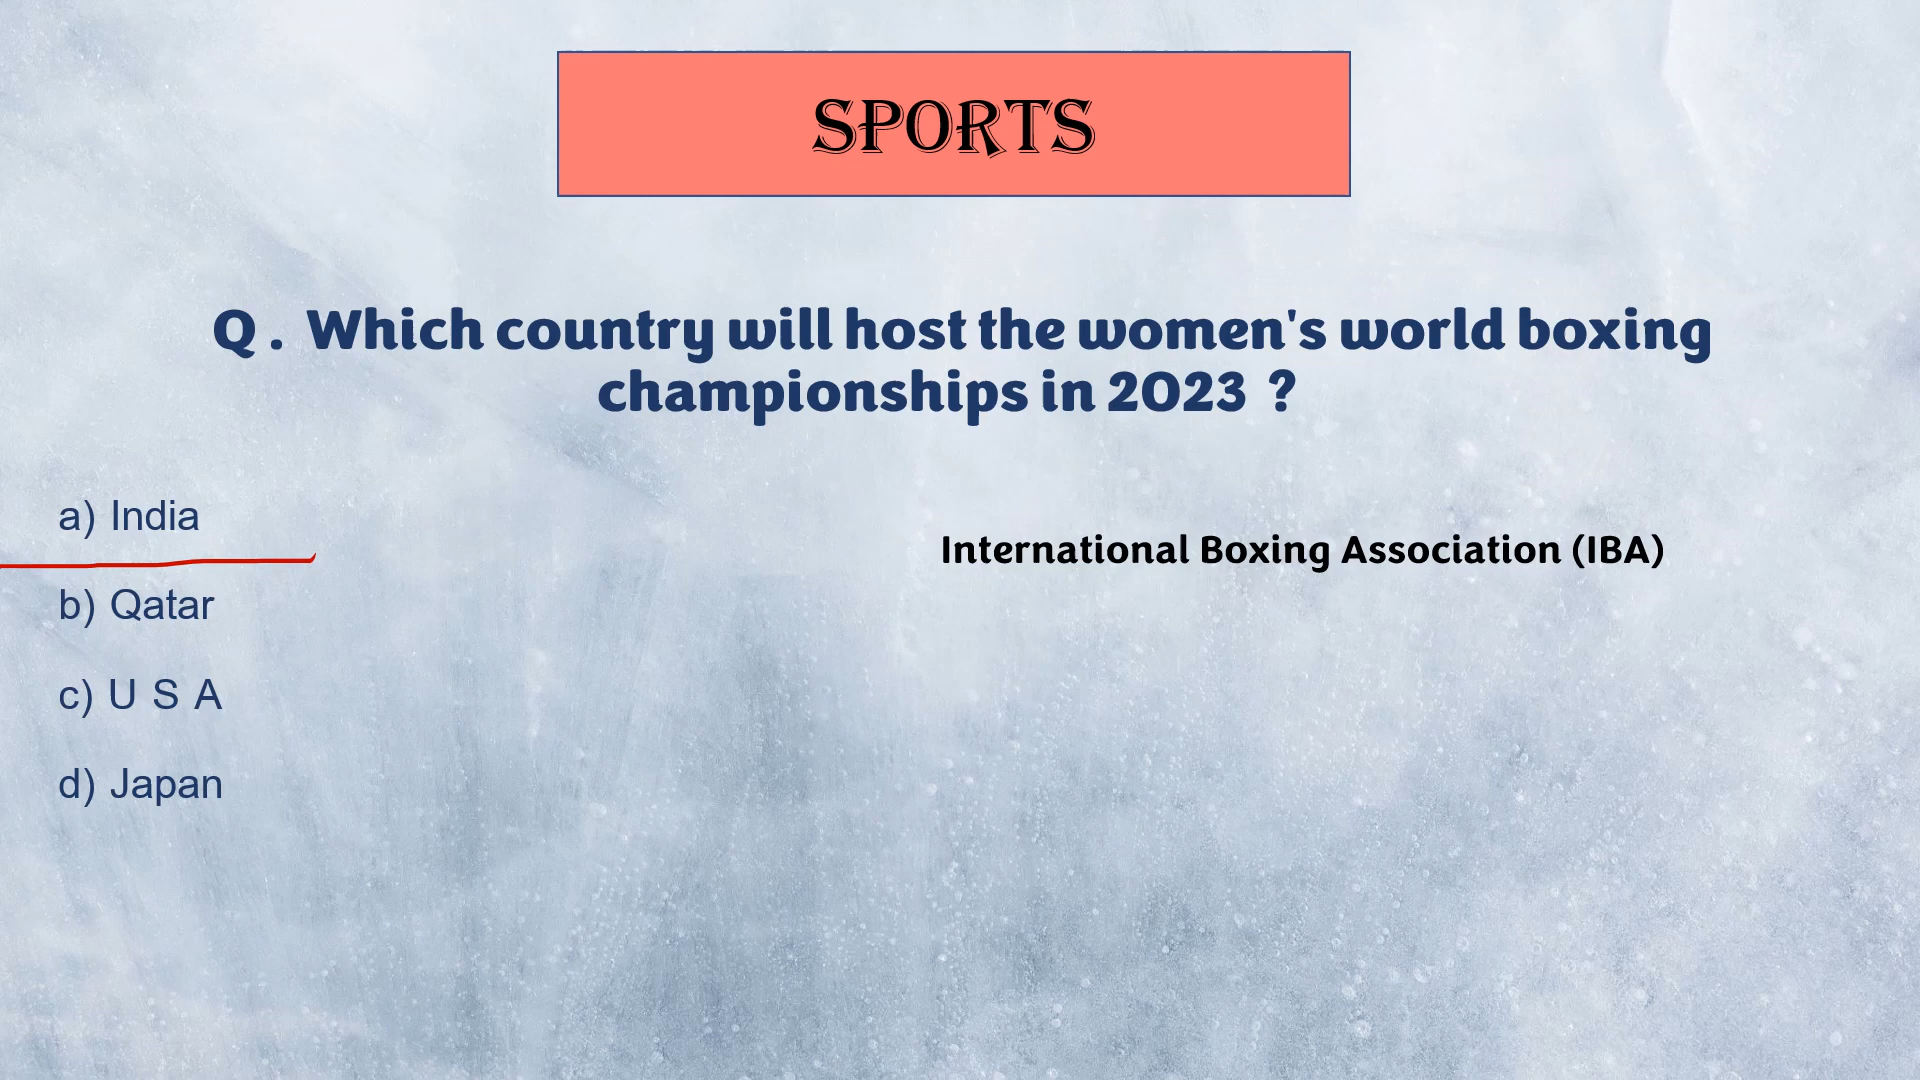 SPORTS
Q . Which country will host the women's world boxing
championships in 2023 ?
a) India
International Boxing Association (IBA)
b) Qatar
c) U S A
d) Japan